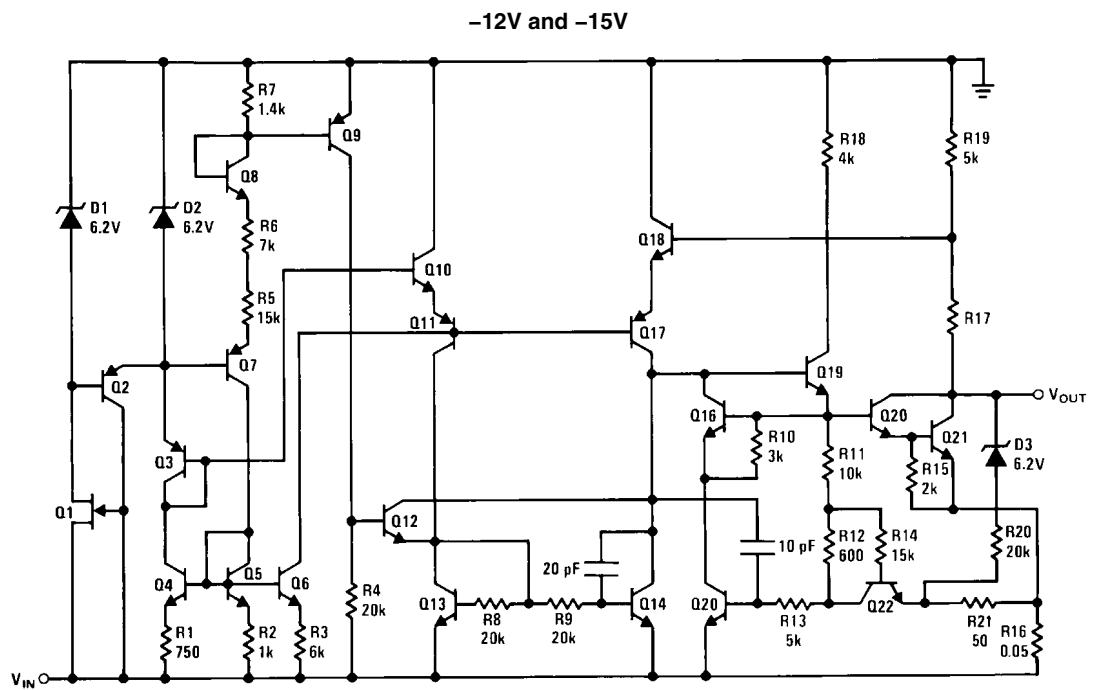 –12V and –15V
R7
1.4k
Q9
Q8
R18
4k
R19
5k
D1
6.2V
D2
6.2V
R6
7k
Q18
Q10
R5
15k
Q11
Q17
R17
Q7
Q2
Q19
VOUT
Q16
Q20
Q21
R10
3k
D3
6.2V
Q3
R11
10k
R15
2k
Q1
Q12
R20
20k
10 pF
R12
600
R14
15k
20 pF
Q4
Q5
Q6
R4
20k
Q13
R8
20k
R9
20k
Q14
Q20
R13
5k
Q22
R21
50
R16
0.05
R1
750
R2
1k
R3
6k
VIN